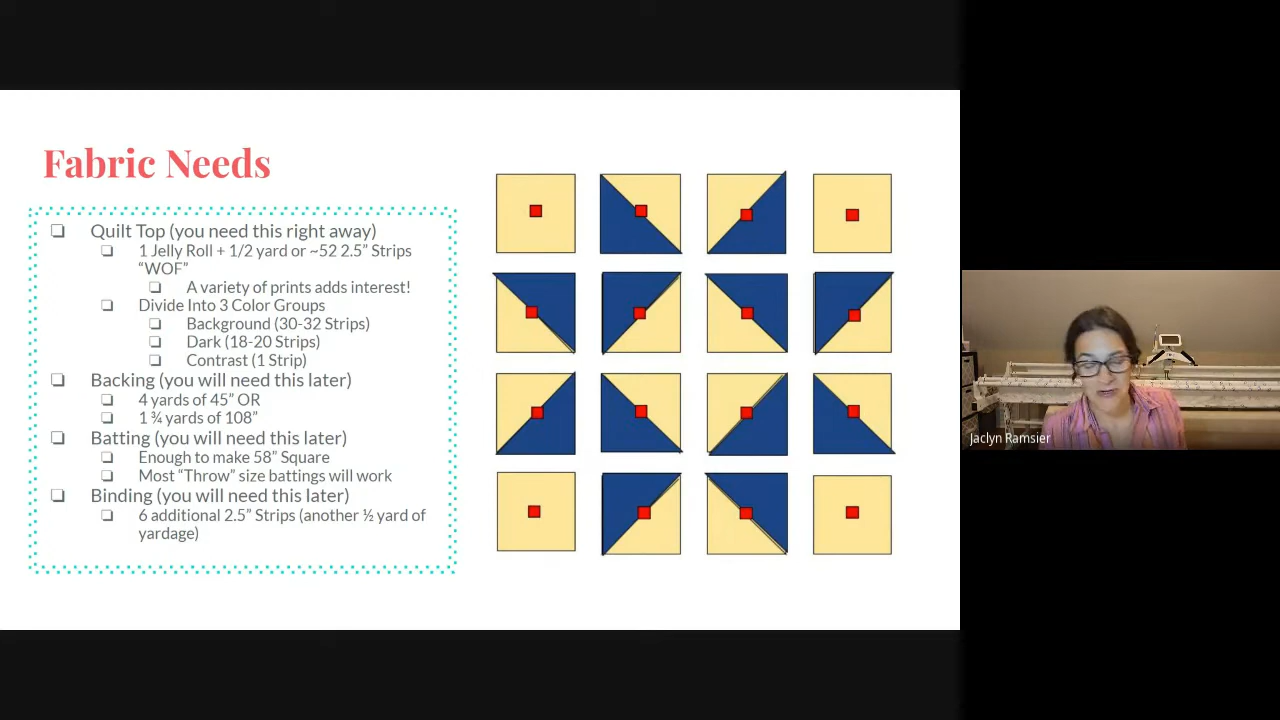 Fabric Needs
❏ Quilt Top (you need this right away)
❏ 1 Jelly Roll + 1/2 yard or ~52 2.5” Strips
“WOF”
❏ A variety of prints adds interest!
❏ Divide Into 3 Color Groups
❏ Background (30-32 Strips)
❏ Dark (18-20 Strips)
❏ Contrast (1 Strip)
❏ Backing (you will need this later)
❏ 4 yards of 45” OR
❏ 1 ¾ yards of 108”
❏ Batting (you will need this later)
❏ Enough to make 58” Square
❏ Most “Throw” size battings will work
❏ Binding (you will need this later)
❏ 6 additional 2.5” Strips (another ½ yard of
yardage)
Jaclyn Ramsier